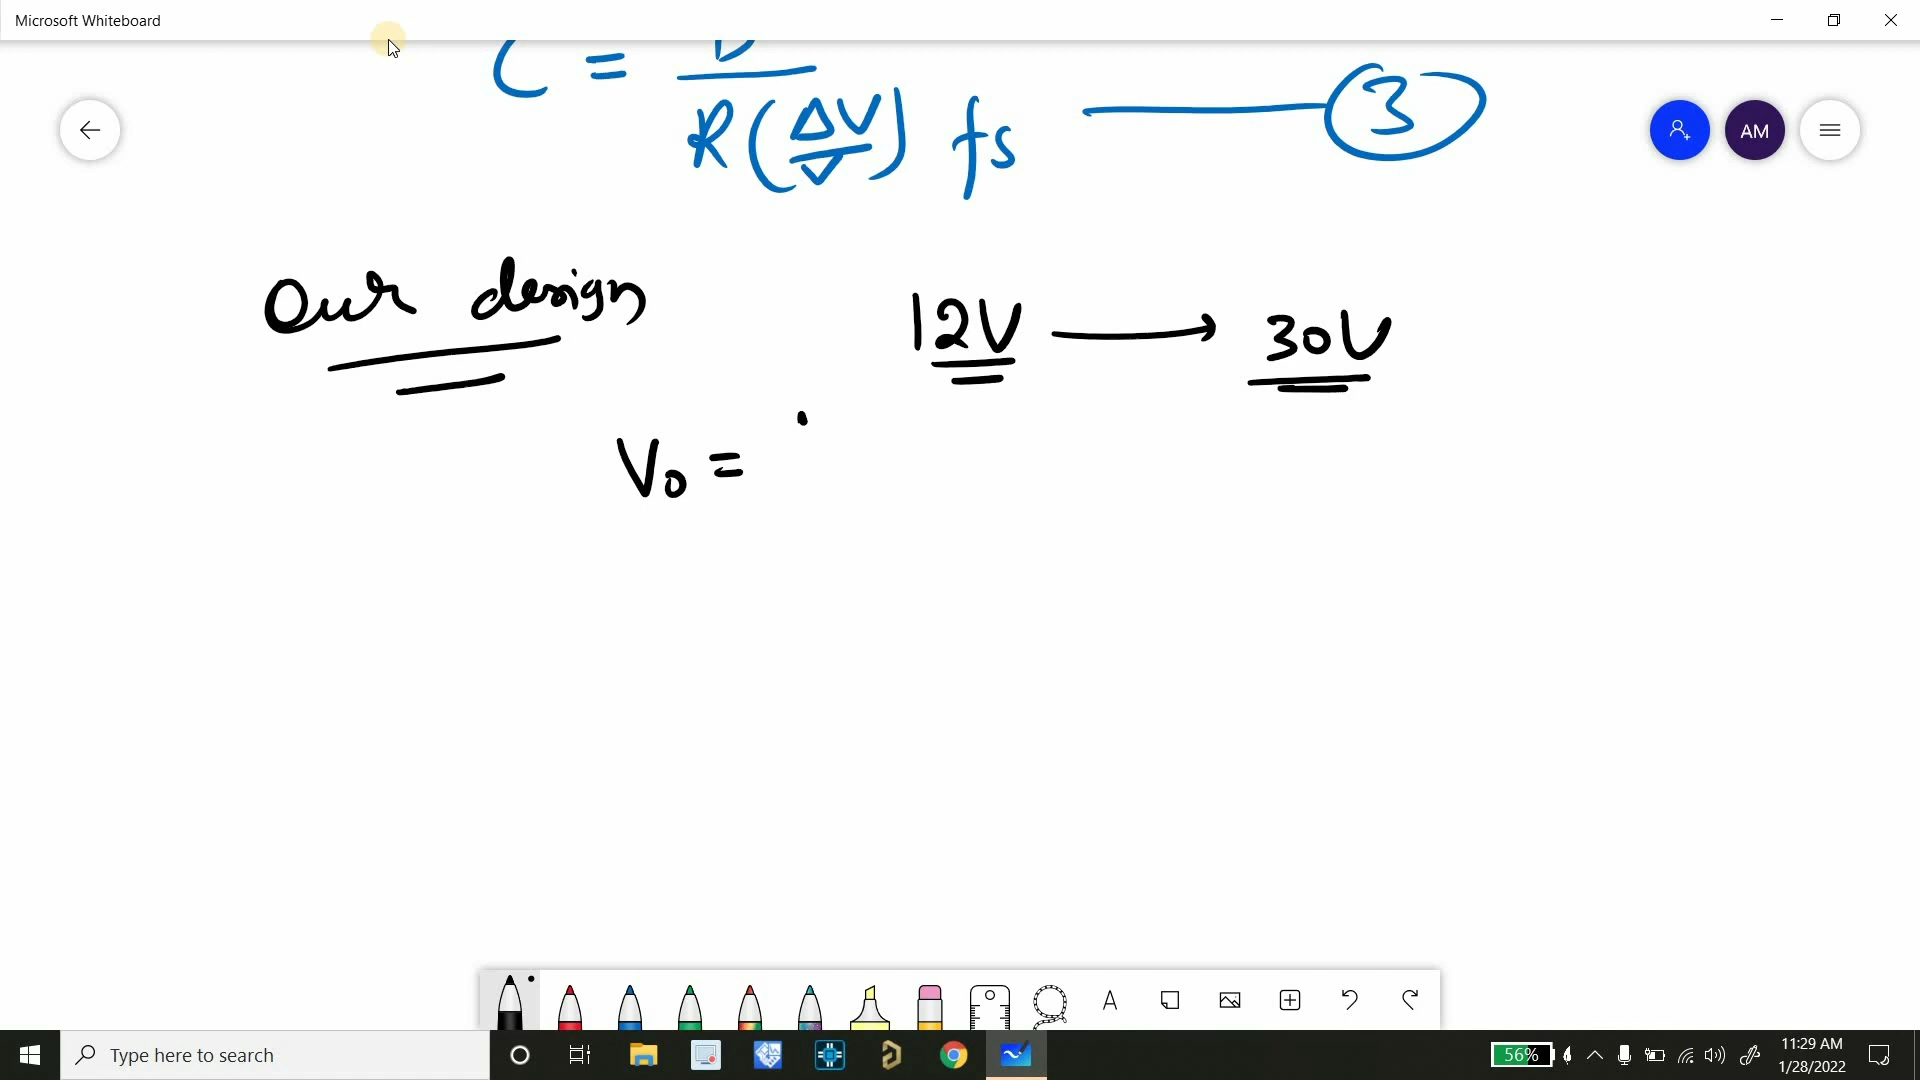 Microsoft Whiteboard
C = D / R (ΔV/V) fs ——— 3
AM
Our design
12V → 30V
Vo =
A
Type here to search
56%
11:29 AM
1/28/2022